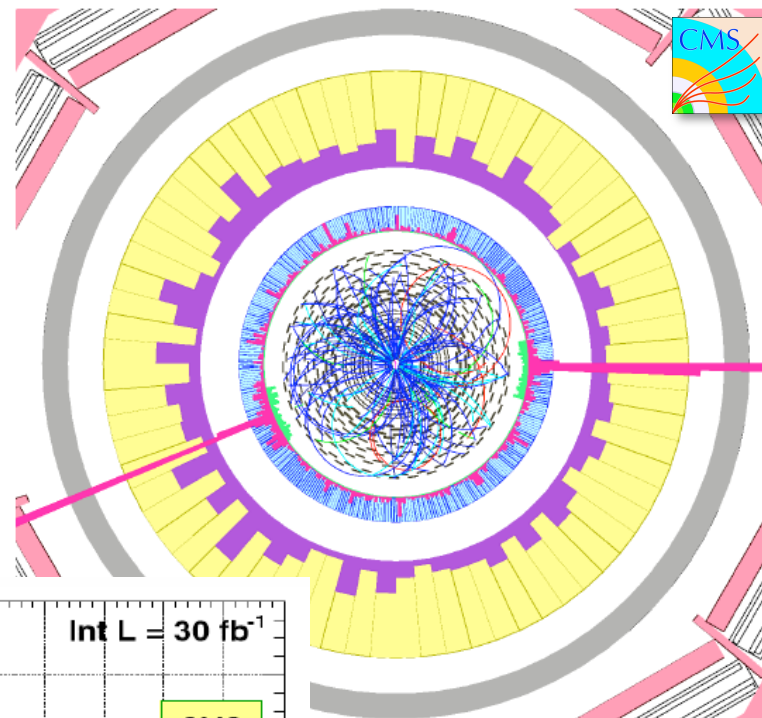 CMS
Int L = 30 fb⁻¹